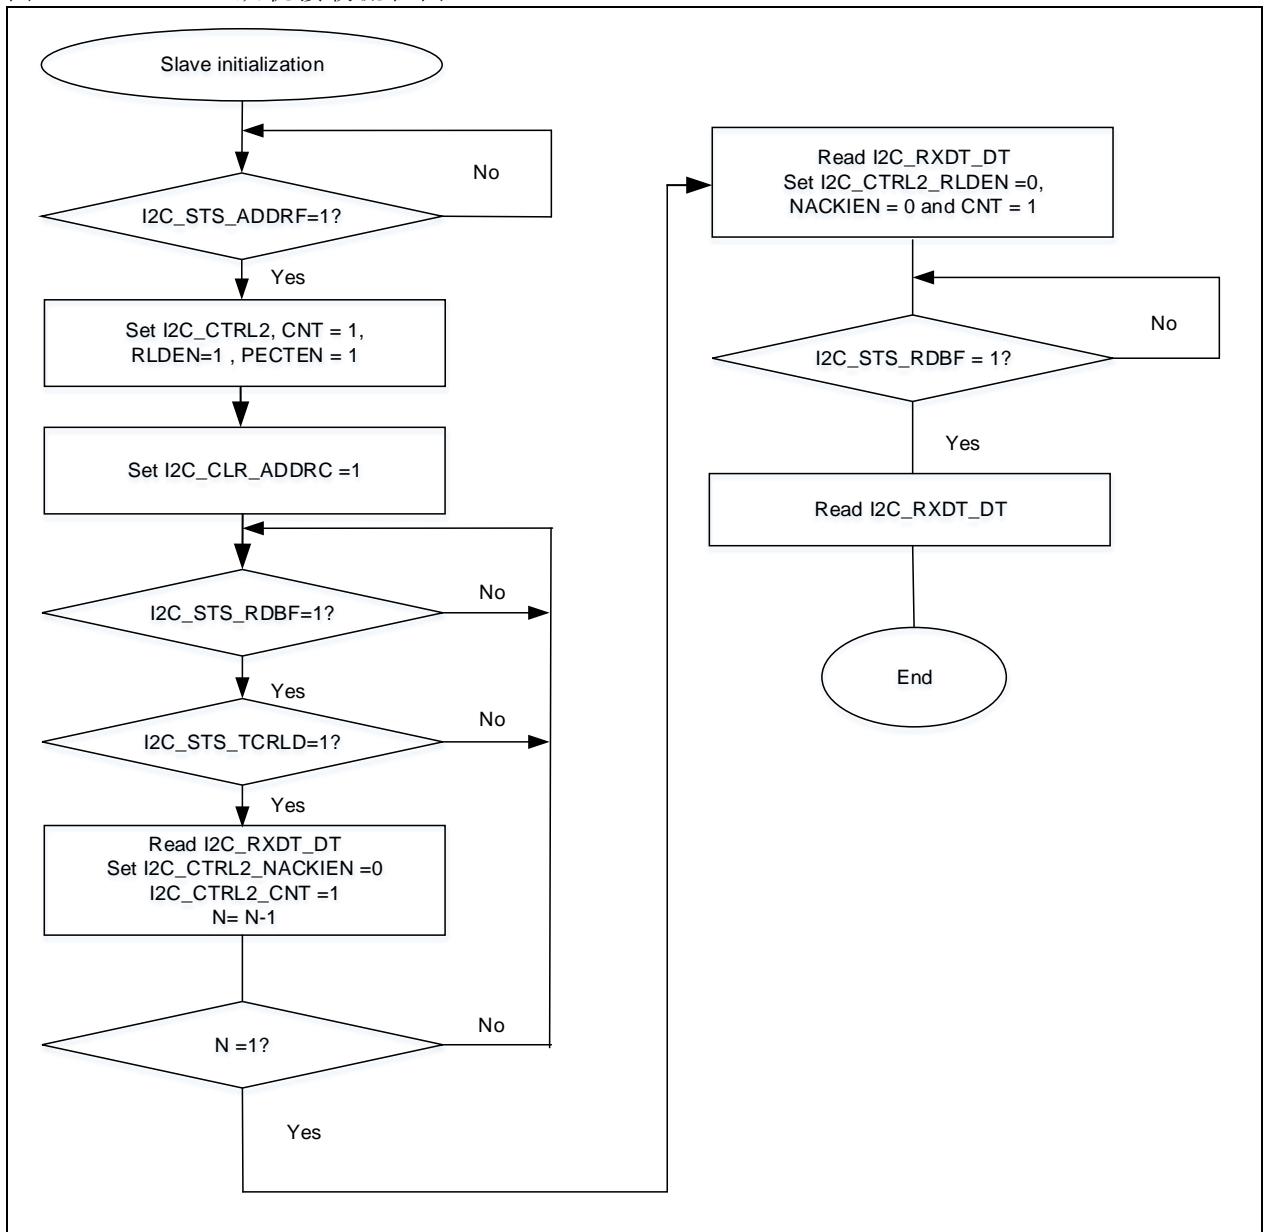 Slave initialization
No
I2C_STS_ADDRF=1?
Yes
Set I2C_CTRL2, CNT = 1,
RLDEN=1 , PECTEN = 1
Set I2C_CLR_ADDRC =1
I2C_STS_RDBF=1?
No
Yes
I2C_STS_TCRLD=1?
No
Yes
Read I2C_RXDT_DT
Set I2C_CTRL2_NACKIEN =0
I2C_CTRL2_CNT =1
N= N-1
N =1?
No
Yes
Read I2C_RXDT_DT
Set I2C_CTRL2_RLDEN =0,
NACKIEN = 0 and CNT = 1
No
I2C_STS_RDBF = 1?
Yes
Read I2C_RXDT_DT
End